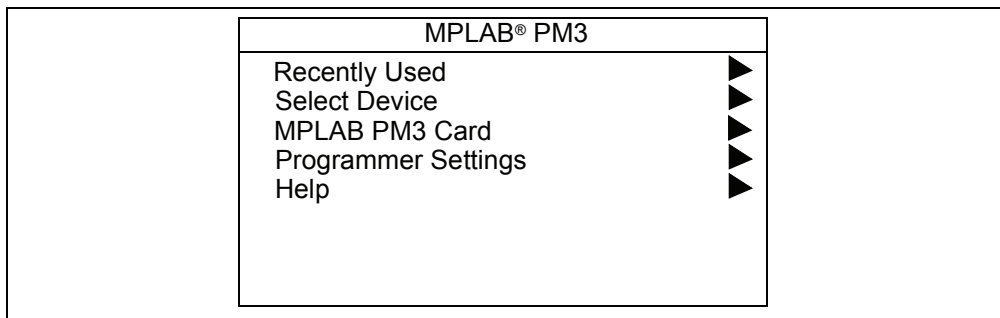 MPLAB® PM3
Recently Used
Select Device
MPLAB PM3 Card
Programmer Settings
Help